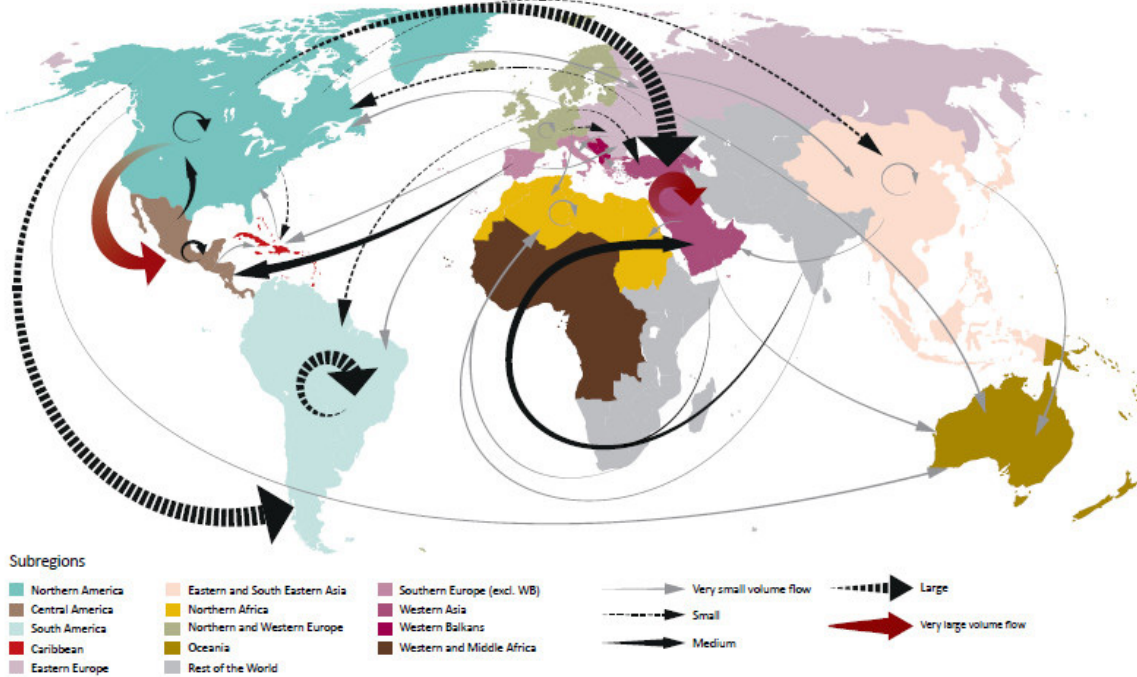 Subregions
Northern America
Central America
South America
Caribbean
Eastern Europe
Eastern and South Eastern Asia
Northern Africa
Northern and Western Europe
Oceania
Rest of the World
Southern Europe (excl. WB)
Western Asia
Western Balkans
Western and Middle Africa
Very small volume flow
Small
Medium
Large
Very large volume flow